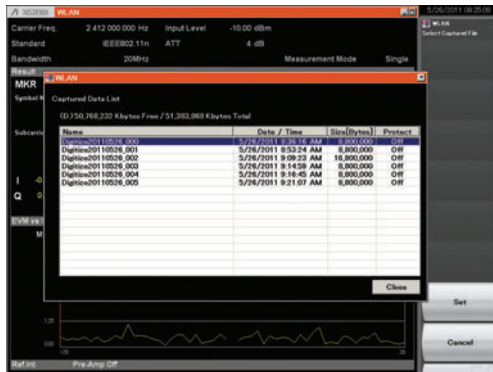 MX269911A WLAN
5/26/2011 09:35:09
Carrier Freq. 2 412 000 000 Hz Input Level -10.00 dBm
Standard IEEE802.11n ATT 4 dB
Bandwidth 20MHz Measurement Mode Single
WLAN
Select Captured File
Result
MKR
WLAN
Symbol
Captured Data List
(D:)50,768,232 Kbytes Free / 51,383,868 Kbytes Total
Subcarrie
Name Date / Time Size[Bytes] Protect
Digitize20110526_000 5/26/2011 8:36:16 AM 8,800,000 Off
Digitize20110526_001 5/26/2011 8:53:24 AM 8,800,000 Off
Digitize20110526_002 5/26/2011 9:09:23 AM 16,800,000 Off
Digitize20110526_003 5/26/2011 9:14:59 AM 8,800,000 Off
Digitize20110526_004 5/26/2011 9:16:45 AM 8,800,000 Off
Digitize20110526_005 5/26/2011 9:21:07 AM 8,800,000 Off
I
Q
EVM vs
M
Close
Set
Cancel
-28 28
Ref.Int Pre-Amp Off